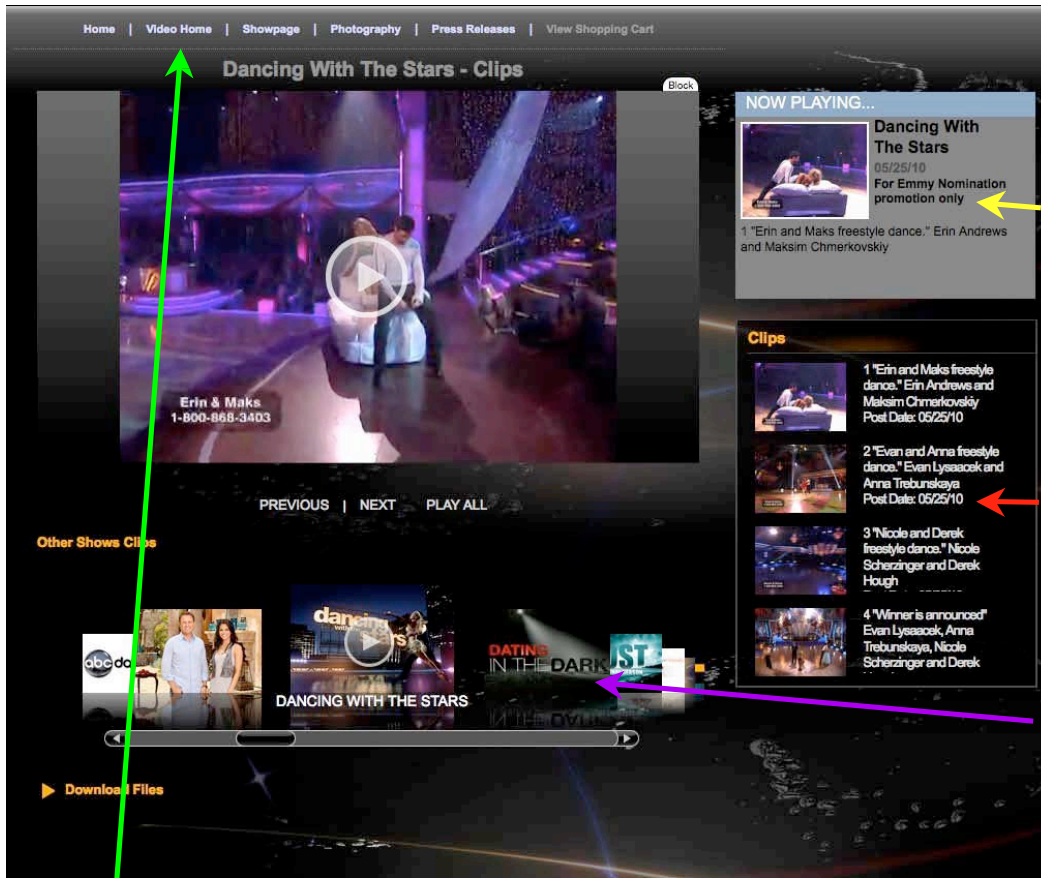 Home | Video Home | Showpage | Photography | Press Releases | View Shopping Cart
Dancing With The Stars - Clips
Block
Erin & Maks
1-800-868-3403
PREVIOUS | NEXT PLAY ALL
NOW PLAYING...
Dancing With
The Stars
05/25/10
For Emmy Nomination
promotion only
1 "Erin and Maks freestyle dance." Erin Andrews
and Maksim Chmerkovskiy
Clips
1 "Erin and Maks freestyle
dance." Erin Andrews and
Maksim Chmerkovskiy
Post Date: 05/25/10
2 "Evan and Anna freestyle
dance." Evan Lysaacek and
Anna Trebunskaya
Post Date: 05/25/10
3 "Nicole and Derek
freestyle dance." Nicole
Scherzinger and Derek
Hough
4 "Winner is announced"
Evan Lysaacek, Anna
Trebunskaya, Nicole
Scherzinger and Derek
Other Shows Clips
abc da
dancing
with the stars
DANCING WITH THE STARS
DATING
IN THE DARK
ST
Download Files